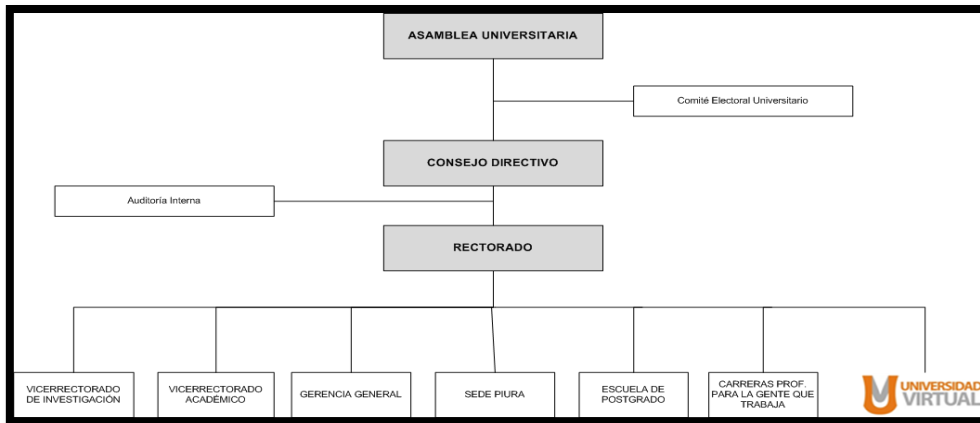 ASAMBLEA UNIVERSITARIA
Comité Electoral Universitario
CONSEJO DIRECTIVO
Auditoría Interna
RECTORADO
VICERRECTORADO
DE INVESTIGACIÓN
VICERRECTORADO
ACADÉMICO
GERENCIA GENERAL
SEDE PIURA
ESCUELA DE
POSTGRADO
CARRERAS PROF.
PARA LA GENTE QUE
TRABAJA
UNIVERSIDAD
VIRTUAL